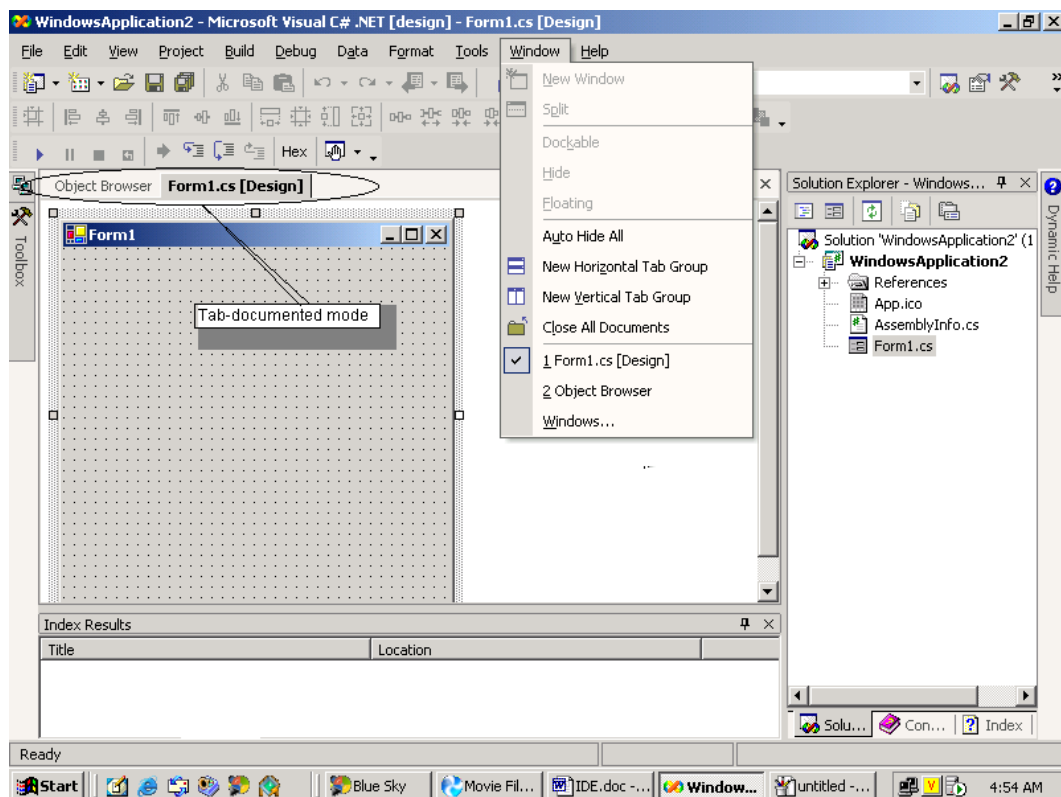 WindowsApplication2 - Microsoft Visual C# .NET [design] - Form1.cs [Design]
File Edit View Project Build Debug Data Format Tools Window Help
New Window
Split
Dockable
Hide
Floating
Auto Hide All
New Horizontal Tab Group
New Vertical Tab Group
Close All Documents
1 Form1.cs [Design]
2 Object Browser
Windows...
Hex
Object Browser Form1.cs [Design]
Toolbox
Form1
Tab-documented mode
Solution Explorer - Windows...
Solution 'WindowsApplication2' (1
WindowsApplication2
References
App.ico
AssemblyInfo.cs
Form1.cs
Dynamic Help
Index Results
Title Location
Solu... Con... Index
Ready
Start Blue Sky Movie Fil... IDE.doc -... Window... untitled -... 4:54 AM